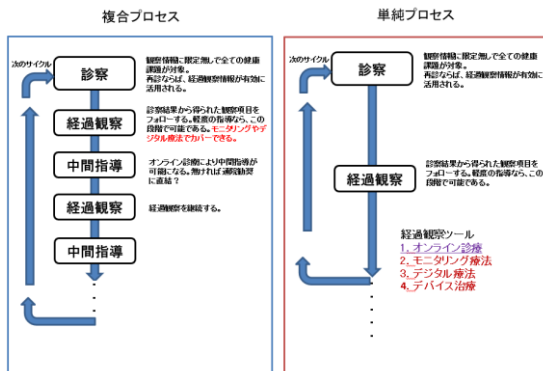 複合プロセス
次のサイクル
診察
観察情報に限定無しで全ての健康
課題が対象。
再診ならば、経過観察情報が有効に
活用される。
経過観察
診察結果から得られた観察項目を
フォローする。軽度の指導なら、この
段階で可能である。モニタリングやデ
ジタル療法でカバーできる。
中間指導
オンライン診療により中間指導が
可能になる。無ければ通院勧奨
に直結？
経過観察
経過観察を継続する。
中間指導
単純プロセス
次のサイクル
診察
観察情報に限定無しで全ての健康
課題が対象。
再診ならば、経過観察情報が有効に
活用される。
経過観察
診察結果から得られた観察項目を
フォローする。軽度の指導なら、この
段階で可能である。
経過観察ツール
1. オンライン診療
2. モニタリング療法
3. デジタル療法
4. デバイス治療